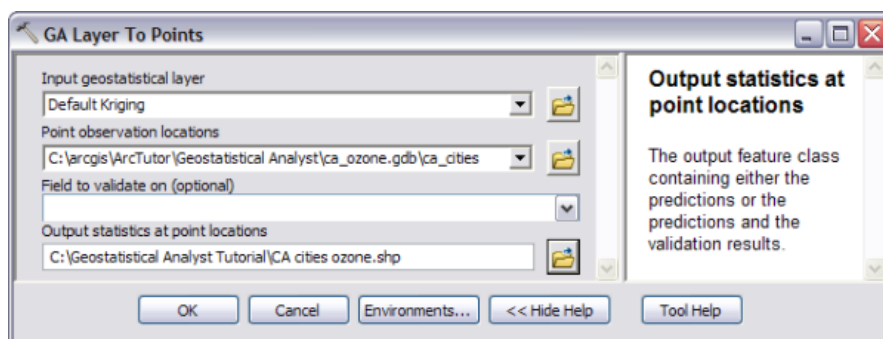 GA Layer To Points
Input geostatistical layer
Default Kriging
Point observation locations
C:\arcgis\ArcTutor\Geostatistical Analyst\ca_ozone.gdb\ca_cities
Field to validate on (optional)
Output statistics at point locations
C:\Geostatistical Analyst Tutorial\CA cities ozone.shp
Output statistics at
point locations
The output feature class
containing either the
predictions or the
predictions and the
validation results.
OK
Cancel
Environments...
<< Hide Help
Tool Help